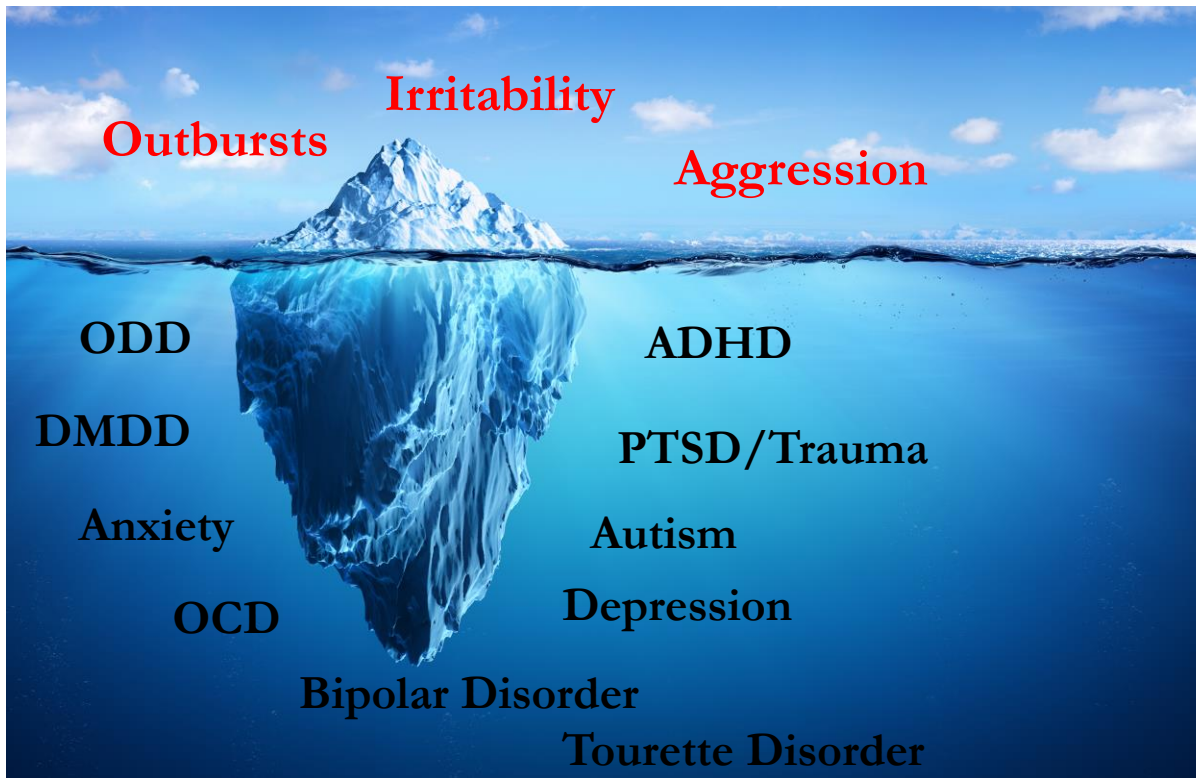 Irritability
Outbursts
Aggression
ODD
ADHD
DMDD
PTSD/Trauma
Anxiety
Autism
OCD
Depression
Bipolar Disorder
Tourette Disorder